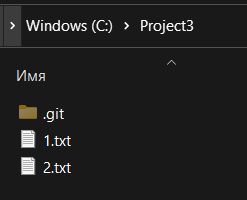 Windows (C:) > Project3
Имя
.git
1.txt
2.txt